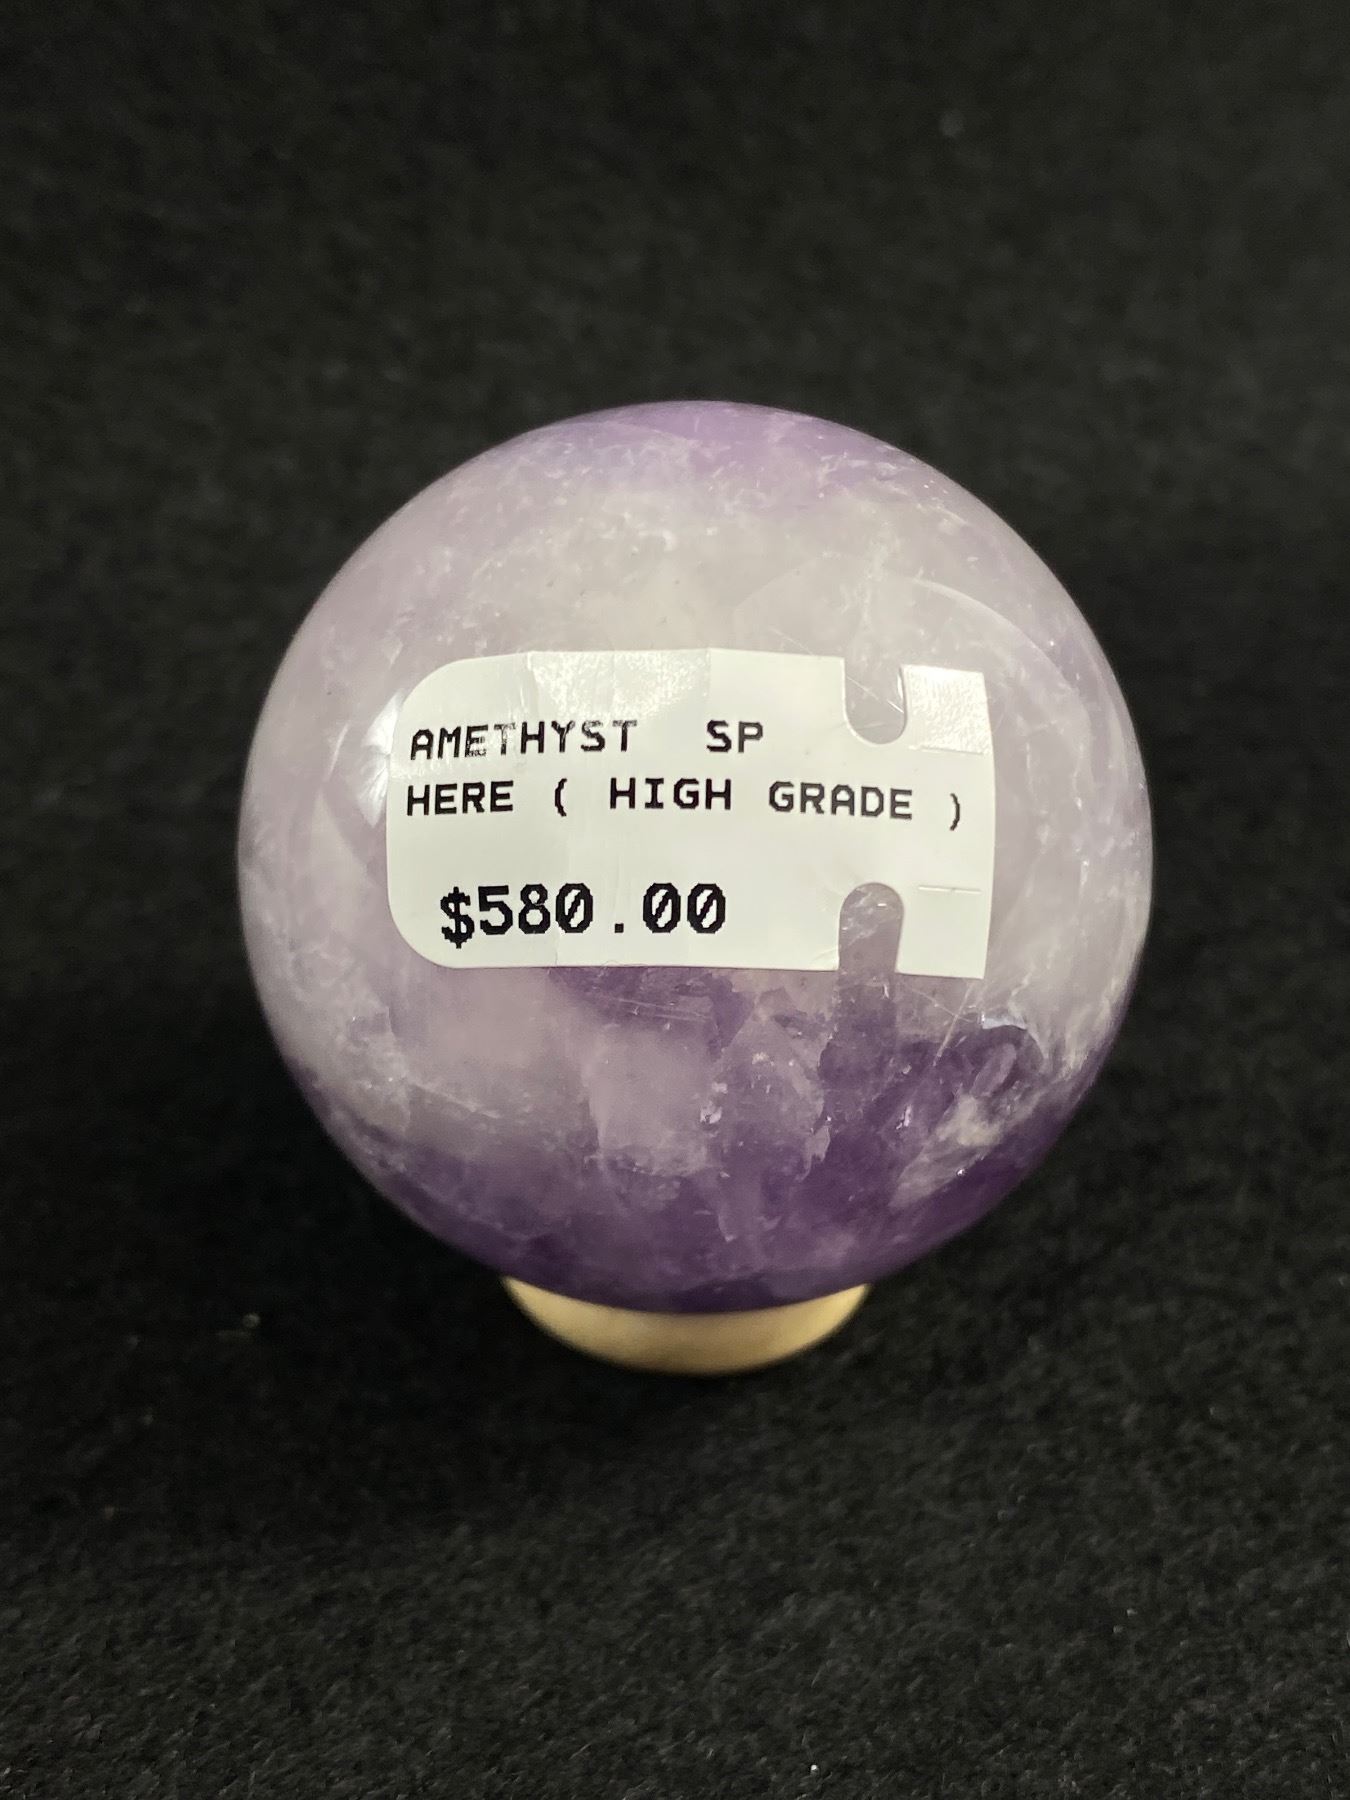 AMETHYST SP
HERE ( HIGH GRADE )
$580.00